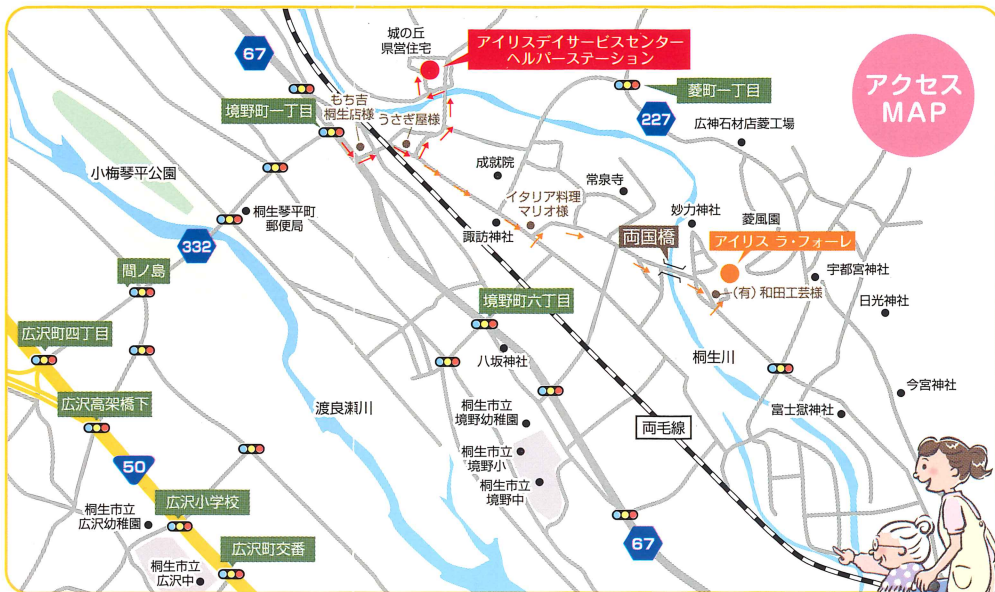 アクセス
MAP
67
城の丘
県営住宅
アイリスデイサービスセンター
ヘルパーステーション
菱町一丁目
境野町一丁目
もち吉
桐生店様
うさぎ屋様
227
広神石材店菱工場
小梅琴平公園
成就院
常泉寺
イタリア料理
マリオ様
妙力神社
菱風園
桐生琴平町
郵便局
諏訪神社
両国橋
アイリス ラ・フォーレ
332
間ノ島
(有)和田工芸様
宇都宮神社
日光神社
境野町六丁目
広沢町四丁目
八坂神社
桐生川
今宮神社
広沢高架橋下
渡良瀬川
桐生市立
境野幼稚園
両毛線
富士嶽神社
桐生市立
境野小
50
桐生市立
境野中
広沢小学校
桐生市立
広沢幼稚園
67
広沢町交番
桐生市立
広沢中